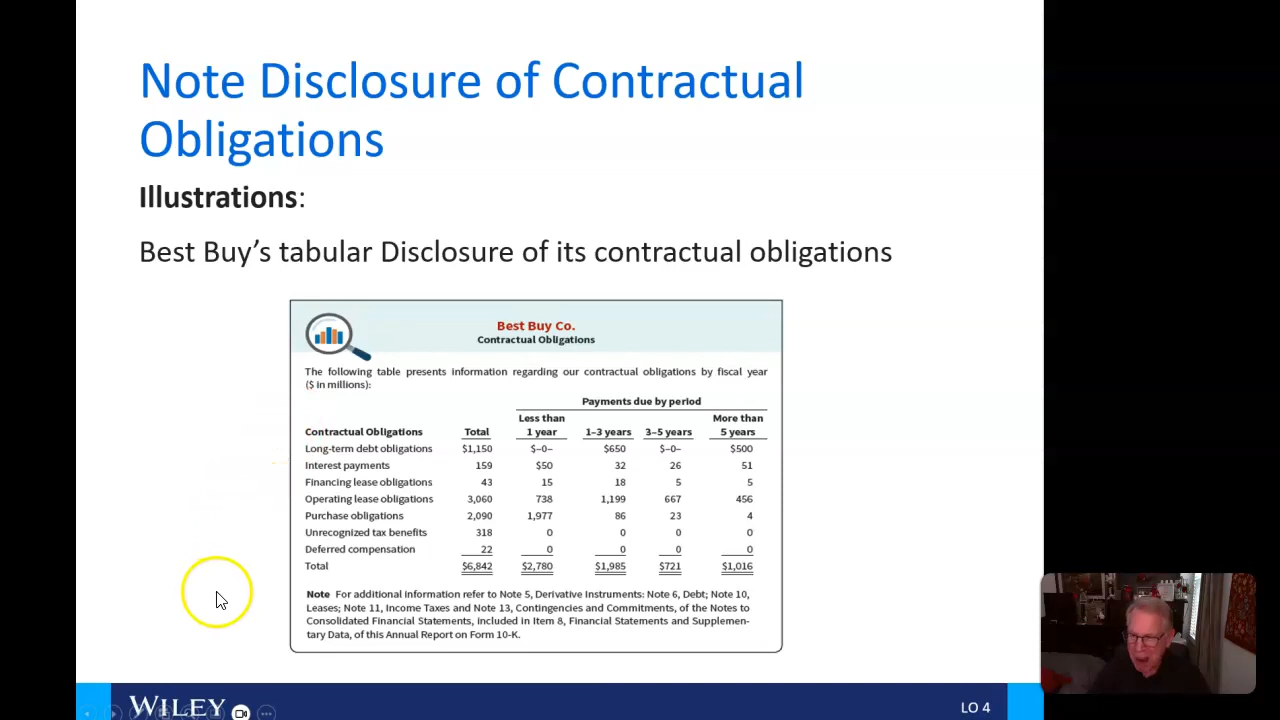 Note Disclosure of Contractual
Obligations
Illustrations:
Best Buy’s tabular Disclosure of its contractual obligations
Best Buy Co.
Contractual Obligations
The following table presents information regarding our contractual obligations by fiscal year
($ in millions):
Payments due by period
Less than More than
Contractual Obligations Total 1 year 1–3 years 3–5 years 5 years
Long-term debt obligations $1,150 $–0– $650 $–0– $500
Interest payments 159 $50 32 26 51
Financing lease obligations 43 15 18 5 5
Operating lease obligations 3,060 738 1,199 667 456
Purchase obligations 2,090 1,977 86 23 4
Unrecognized tax benefits 318 0 0 0 0
Deferred compensation 22 0 0 0 0
Total $6,842 $2,780 $1,985 $721 $1,016
Note For additional information refer to Note 5, Derivative Instruments: Note 6, Debt; Note 10,
Leases; Note 11, Income Taxes and Note 13, Contingencies and Commitments, of the Notes to
Consolidated Financial Statements, included in Item 8, Financial Statements and Supplemen-
tary Data, of this Annual Report on Form 10-K.
WILEY
LO 4